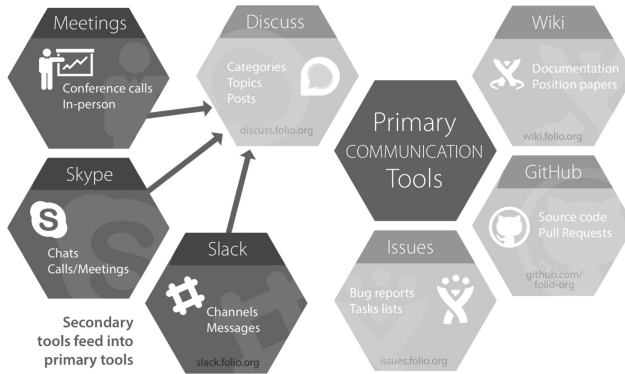 Meetings
Conference calls
In-person
Discuss
Categories
Topics
Posts
discuss.folio.org
Wiki
Documentation
Position papers
wiki.folio.org
Primary
COMMUNICATION
Tools
Skype
S
Chats
Calls/Meetings
GitHub
Source code
Pull Requests
github.com/
folio-org
Slack
Channels
Messages
slack.folio.org
Issues
Bug reports
Tasks lists
issues.folio.org
Secondary
tools feed into
primary tools